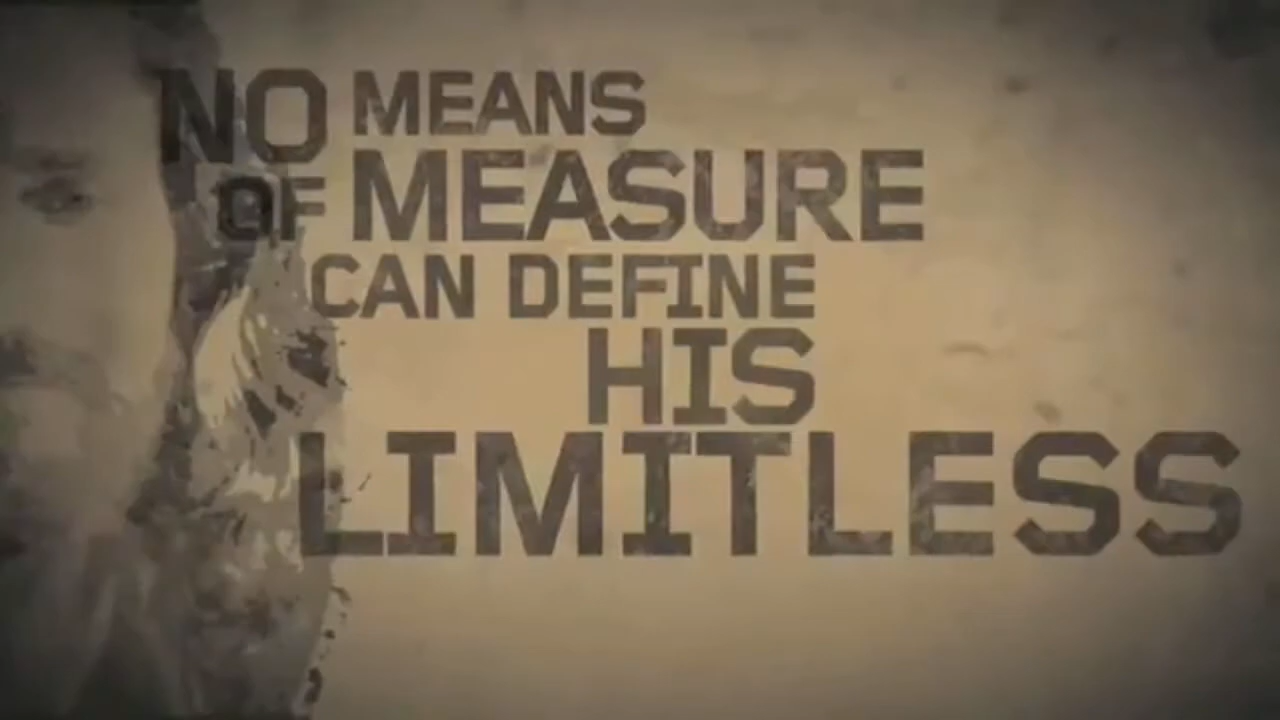 NO MEANS
OF MEASURE
CAN DEFINE
HIS
LIMITLESS